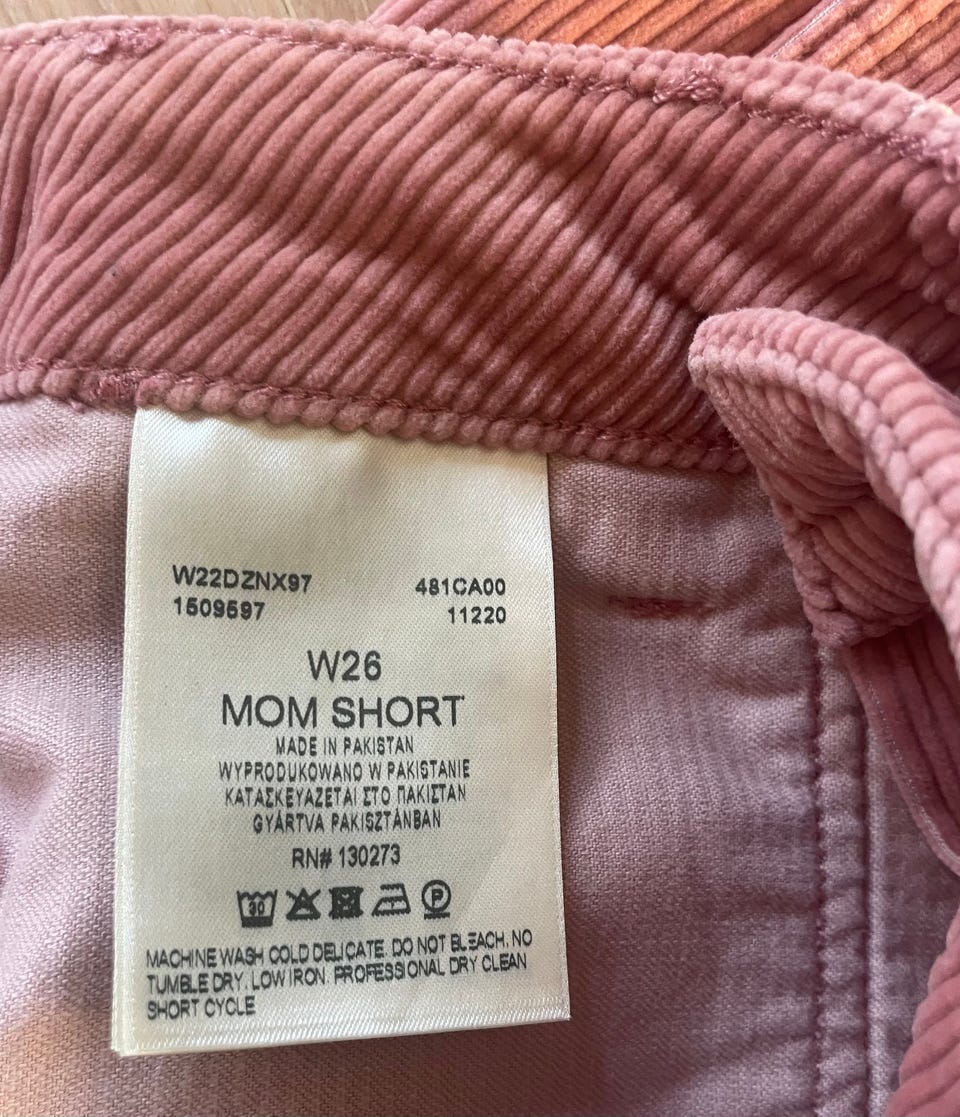 W22DZNX97 481CA00
1509597 11220
W26
MOM SHORT
MADE IN PAKISTAN
WYPRODUKOWANO W PAKISTANIE
ΚΑΤΑΣΚΕΥΑΖΕΤΑΙ ΣΤΟ ΠΑΚΙΣΤΑΝ
GYÁRTVA PAKISZTÁNBAN
RN# 130273
30 P
MACHINE WASH COLD DELICATE. DO NOT BLEACH. NO
TUMBLE DRY. LOW IRON. PROFESSIONAL DRY CLEAN
SHORT CYCLE